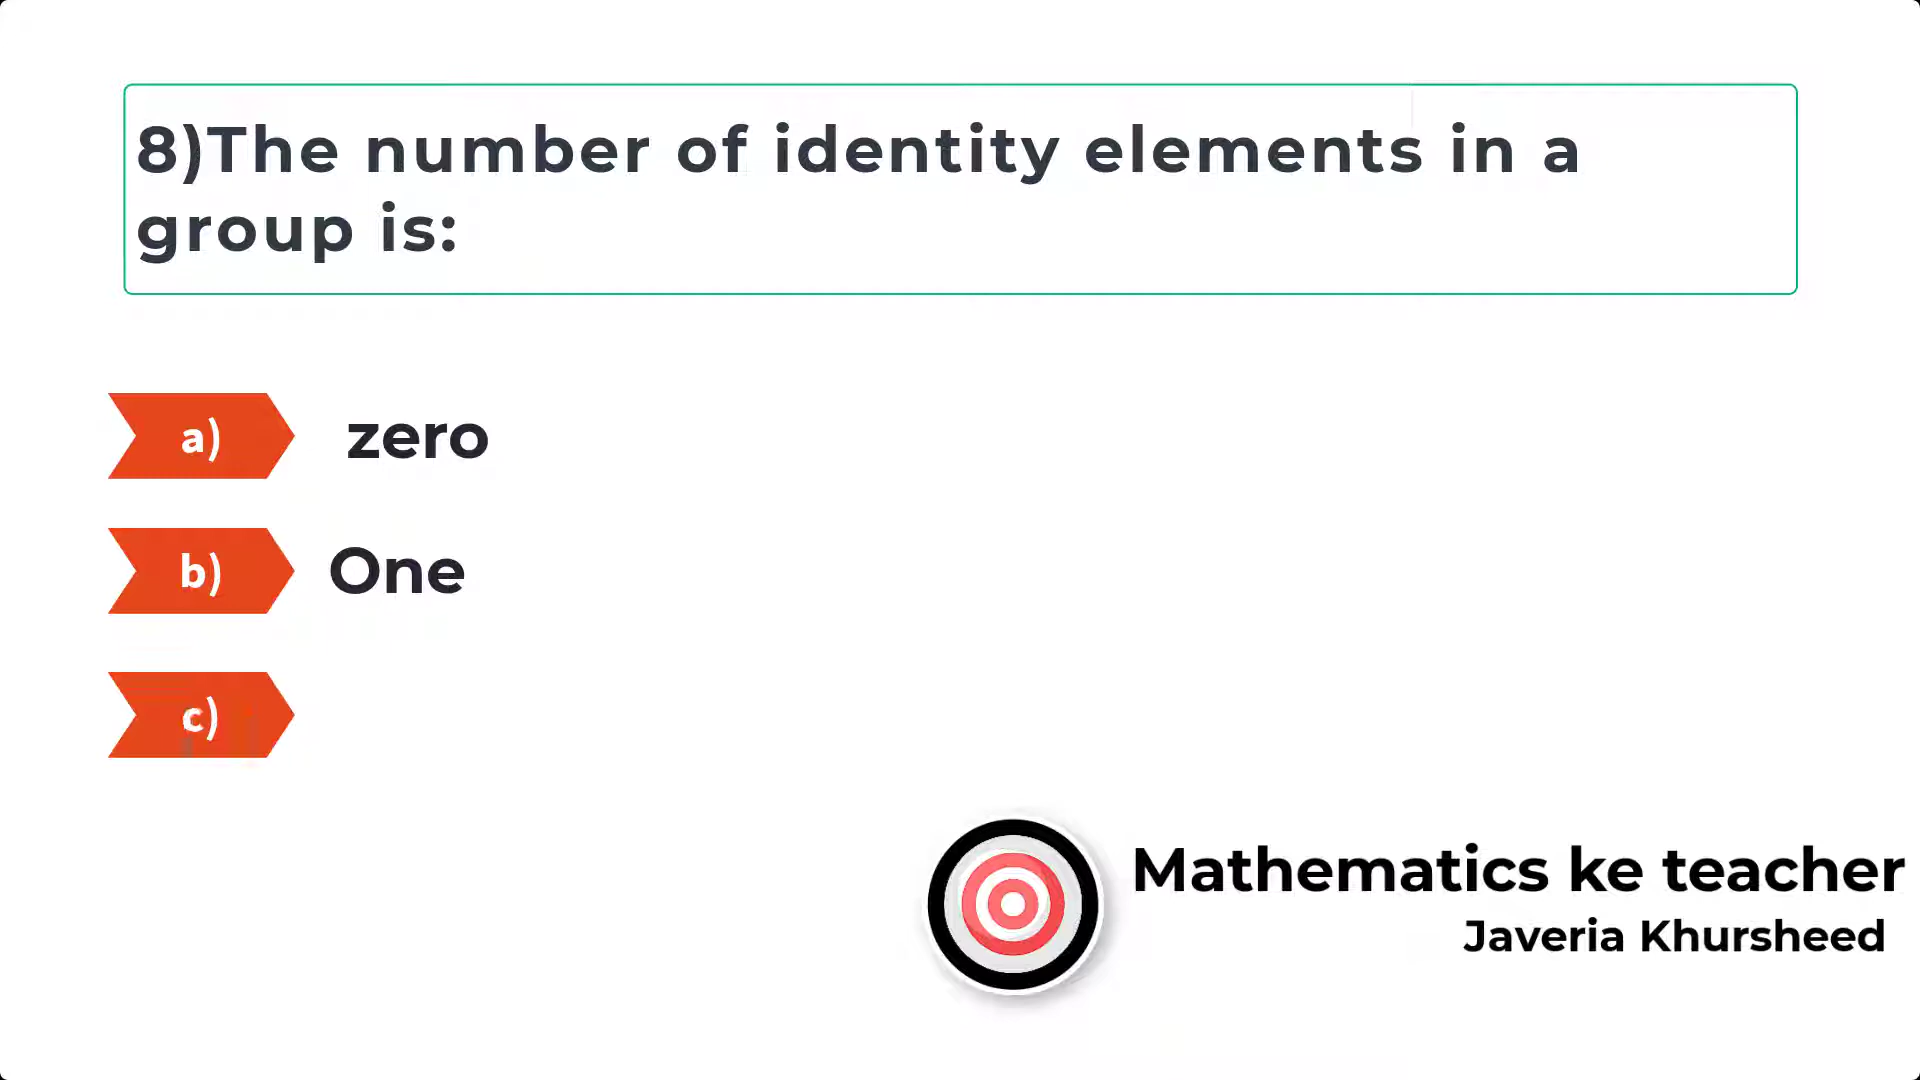 8)The number of identity elements in a
group is:
a) zero
b) One
c)
Mathematics ke teacher
Javeria Khursheed